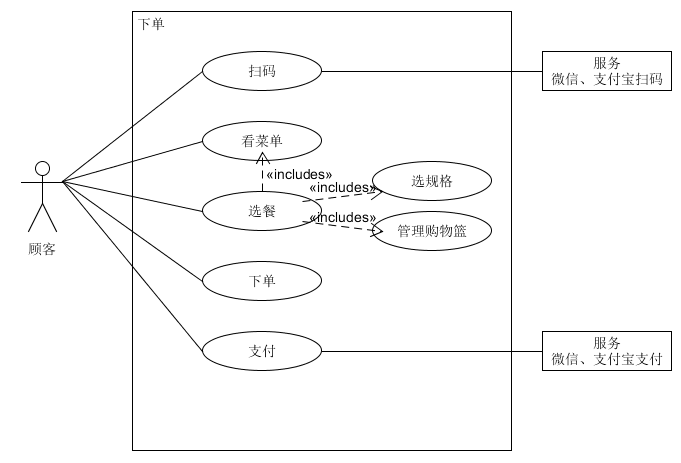 下单
扫码
服务
微信、支付宝扫码
看菜单
«includes»
«includes»
选规格
选餐
«includes»
管理购物篮
顾客
下单
支付
服务
微信、支付宝支付